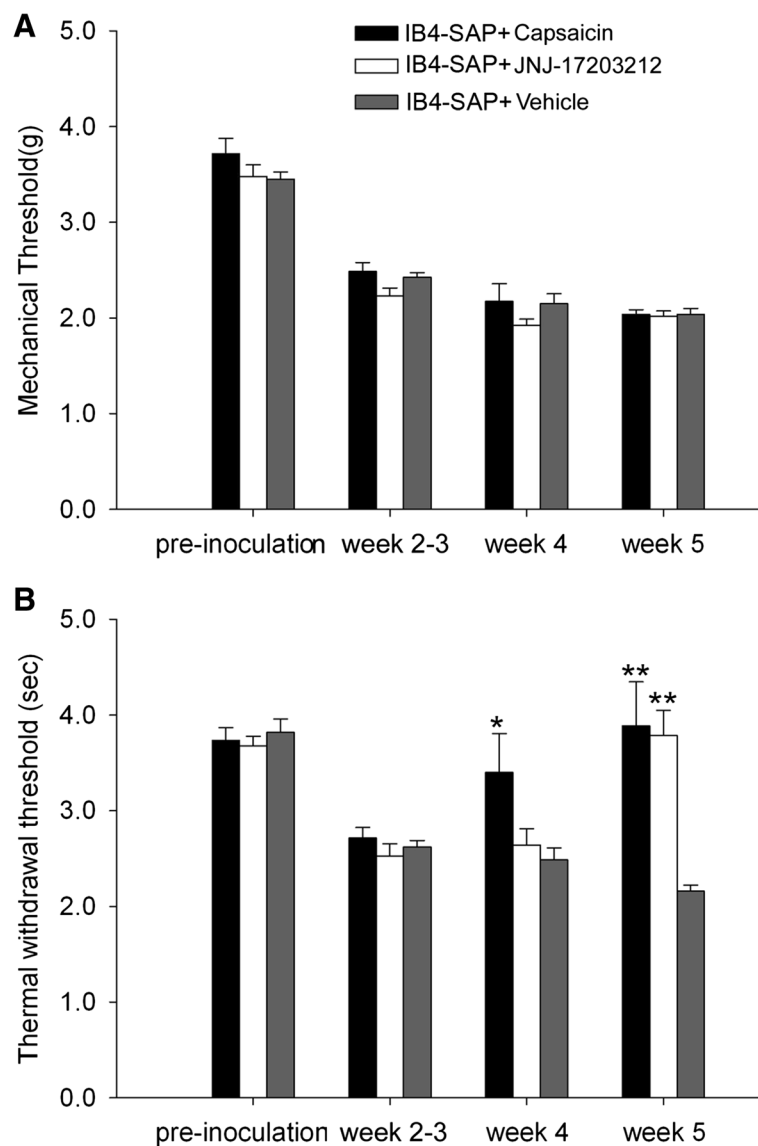 A
5.0
IB4-SAP+Capsaicin
IB4-SAP+JNJ-17203212
IB4-SAP+Vehicle
4.0
3.0
2.0
1.0
0.0
Mechanical Threshold(g)
pre-inoculation week 2-3 week 4 week 5
B
5.0
4.0
3.0
2.0
1.0
0.0
Thermal withdrawal threshold (sec)
*
**
**
pre-inoculation week 2-3 week 4 week 5